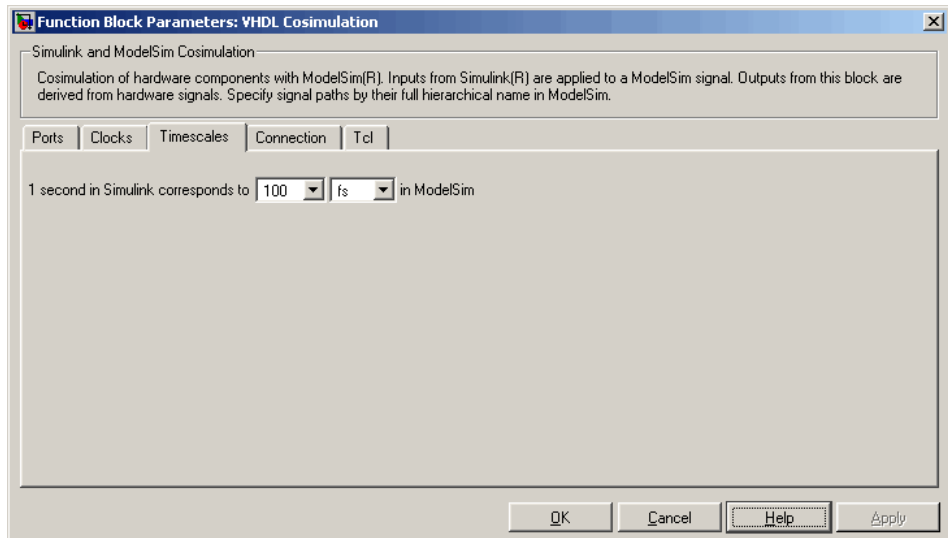 Function Block Parameters: VHDL Cosimulation
Simulink and ModelSim Cosimulation
Cosimulation of hardware components with ModelSim(R). Inputs from Simulink(R) are applied to a ModelSim signal. Outputs from this block are
derived from hardware signals. Specify signal paths by their full hierarchical name in ModelSim.
Ports Clocks Timescales Connection Tcl
1 second in Simulink corresponds to 100 fs in ModelSim
OK Cancel Help Apply